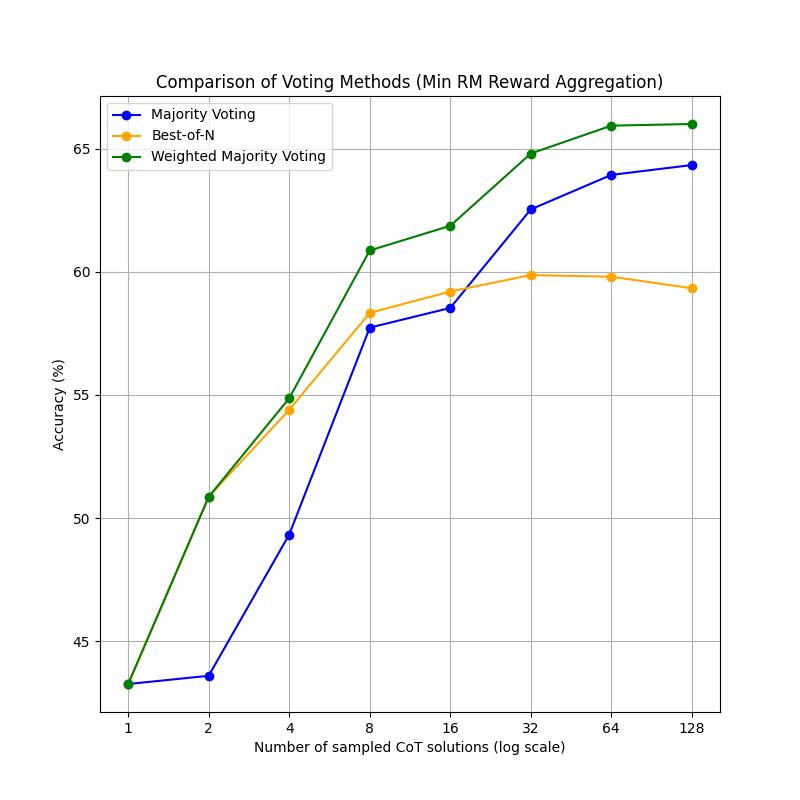 Comparison of Voting Methods (Min RM Reward Aggregation)
Majority Voting
Best-of-N
Weighted Majority Voting
Accuracy (%)
65
60
55
50
45
1 2 4 8 16 32 64 128
Number of sampled CoT solutions (log scale)